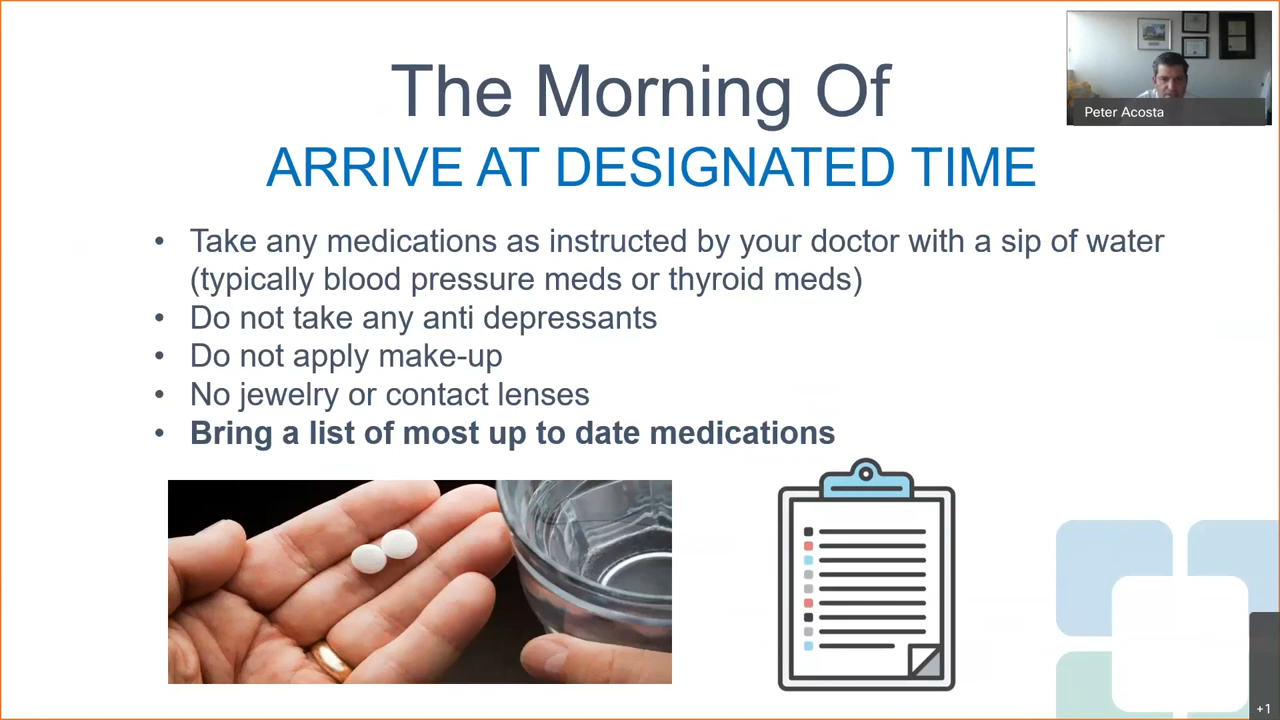 The Morning Of
ARRIVE AT DESIGNATED TIME
• Take any medications as instructed by your doctor with a sip of water
(typically blood pressure meds or thyroid meds)
• Do not take any anti depressants
• Do not apply make-up
• No jewelry or contact lenses
• Bring a list of most up to date medications
Peter Acosta
+1